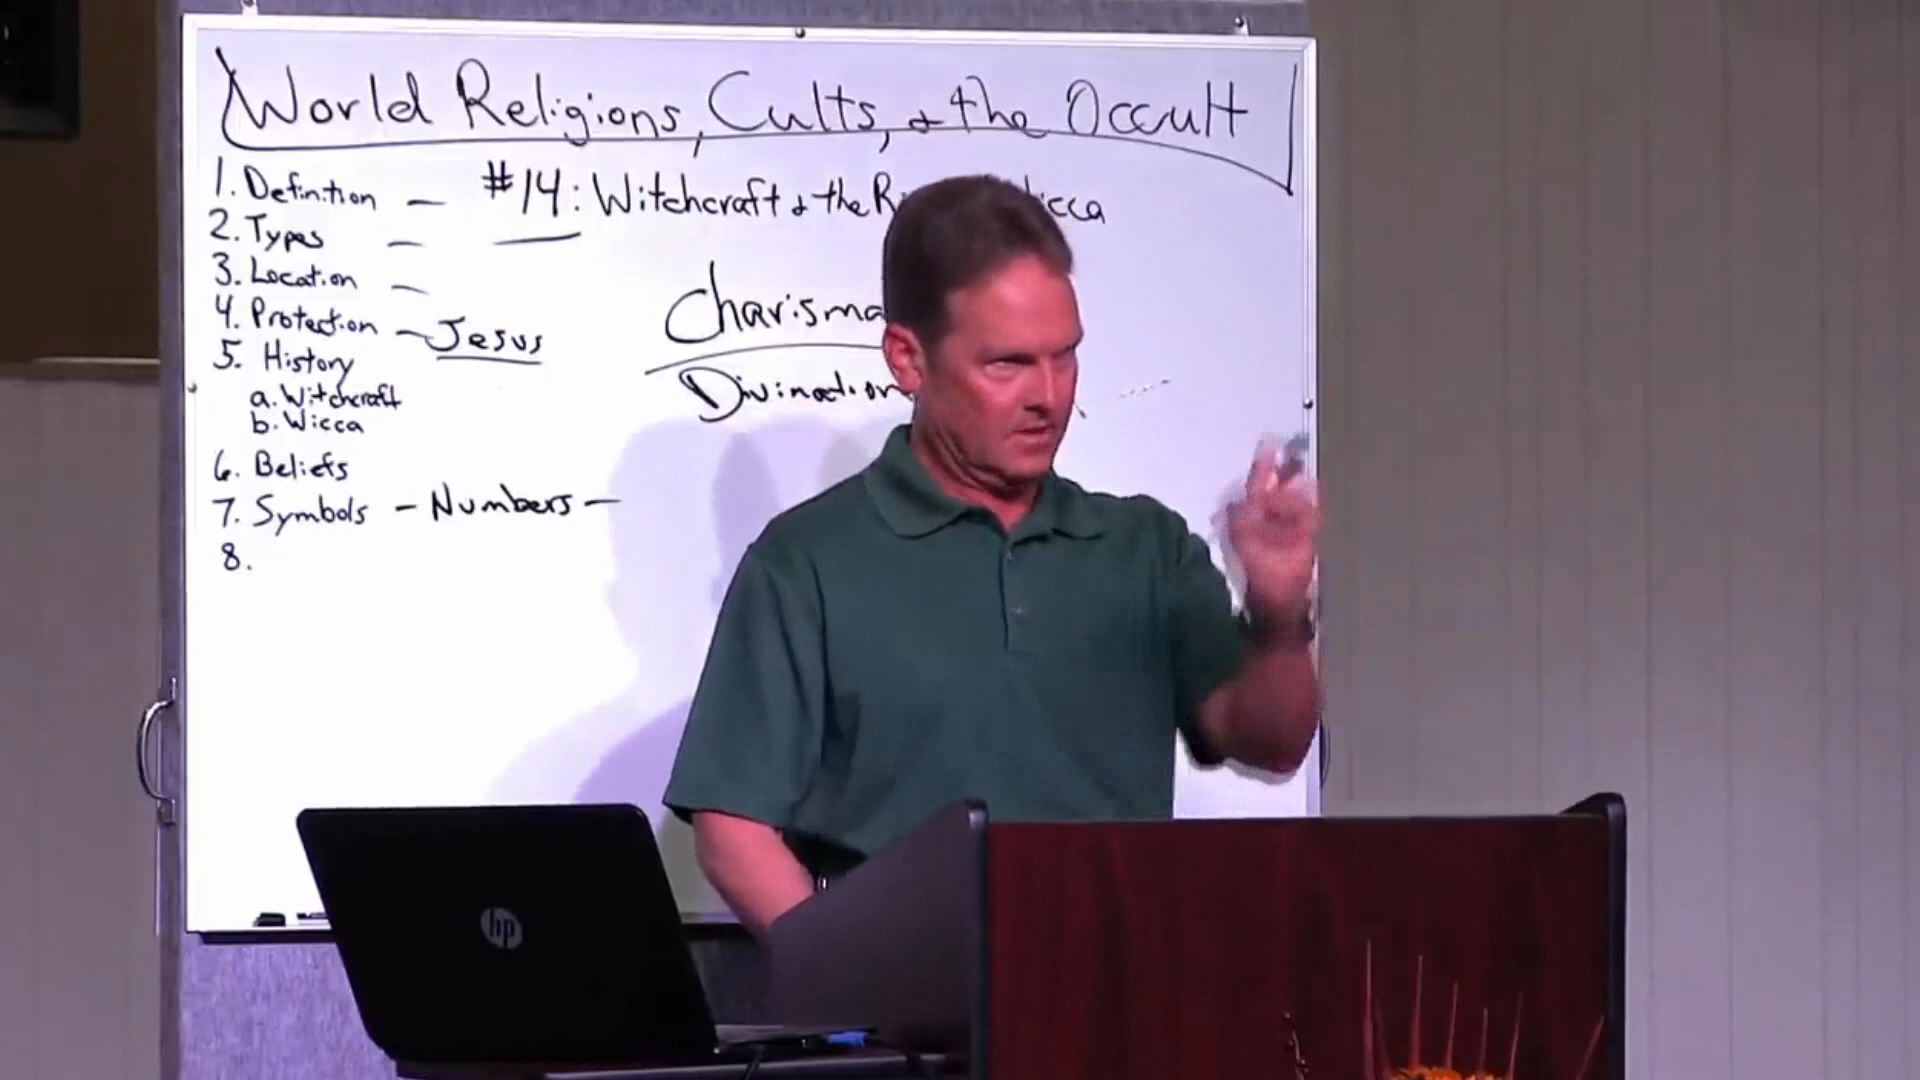 World Religions, Cults, & the Occult
#14: Witchcraft & the R icca
1. Definition —
2. Types —
3. Location —
4. Protection — Jesus
5. History
a. Witchcraft
b. Wicca
6. Beliefs
7. Symbols — Numbers —
8.
Charisma
Divination
hp